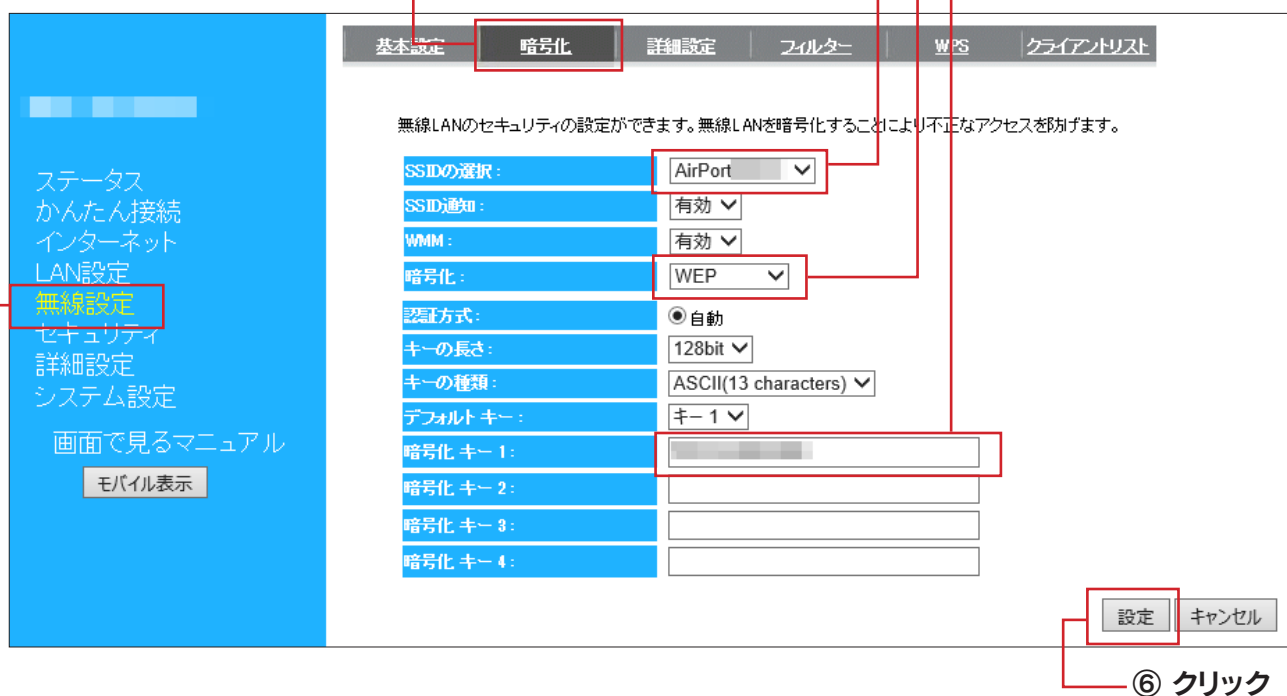 基本設定 暗号化 詳細設定 フィルター WPS クライアントリスト
無線LANのセキュリティの設定ができます。無線LANを暗号化することにより不正なアクセスを防げます。
ステータス
かんたん接続
インターネット
LAN設定
無線設定
セキュリティ
詳細設定
システム設定
画面で見るマニュアル
モバイル表示
SSIDの選択 : AirPort
SSID通知 : 有効
WMM : 有効
暗号化 : WEP
認証方式 : 自動
キーの長さ : 128bit
キーの種類 : ASCII(13 characters)
デフォルト キー : キー 1
暗号化 キー 1 :
暗号化 キー 2 :
暗号化 キー 3 :
暗号化 キー 4 :
設定 キャンセル
⑥ クリック